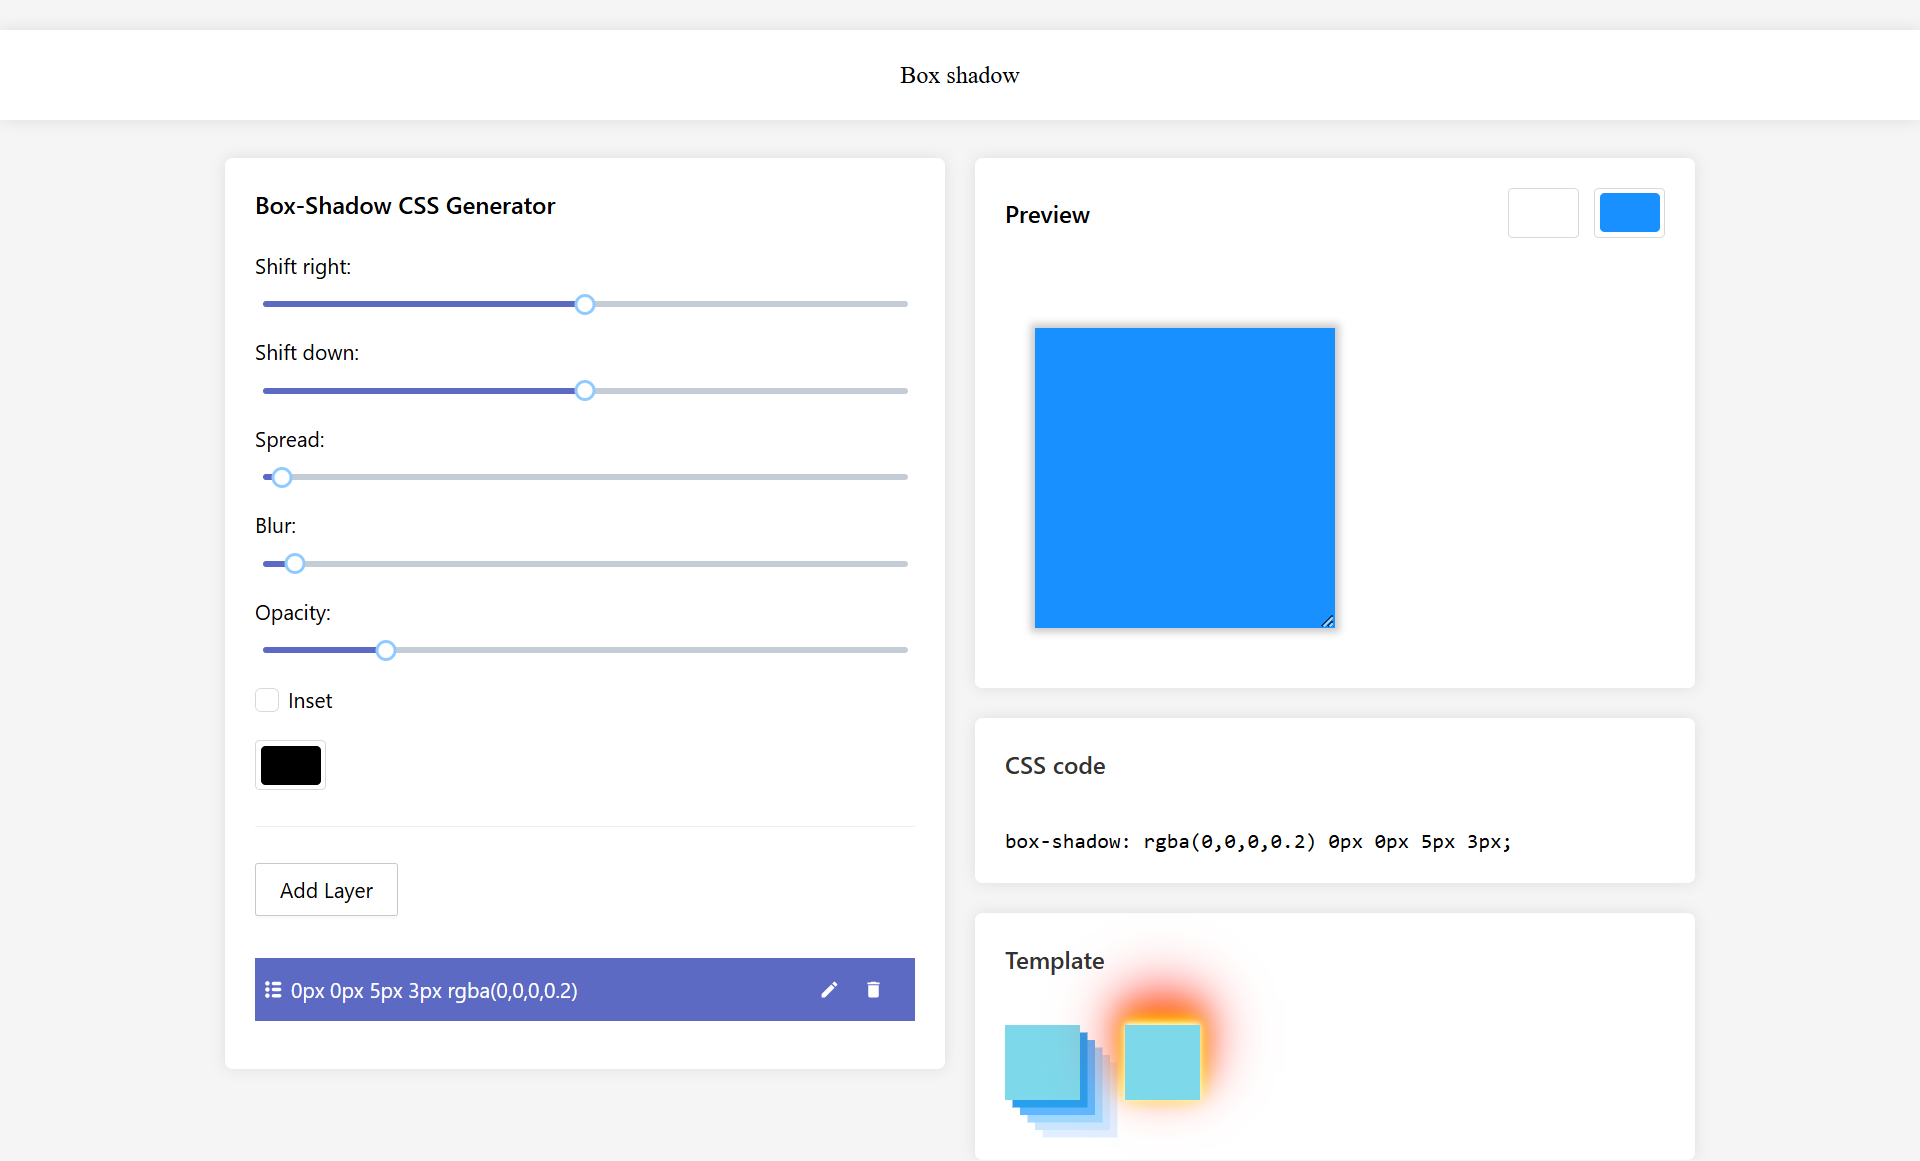 Box shadow
Box-Shadow CSS Generator
Shift right:
Shift down:
Spread:
Blur:
Opacity:
Inset
Add Layer
0px 0px 5px 3px rgba(0,0,0,0.2)
Preview
CSS code
box-shadow: rgba(0,0,0,0.2) 0px 0px 5px 3px;
Template